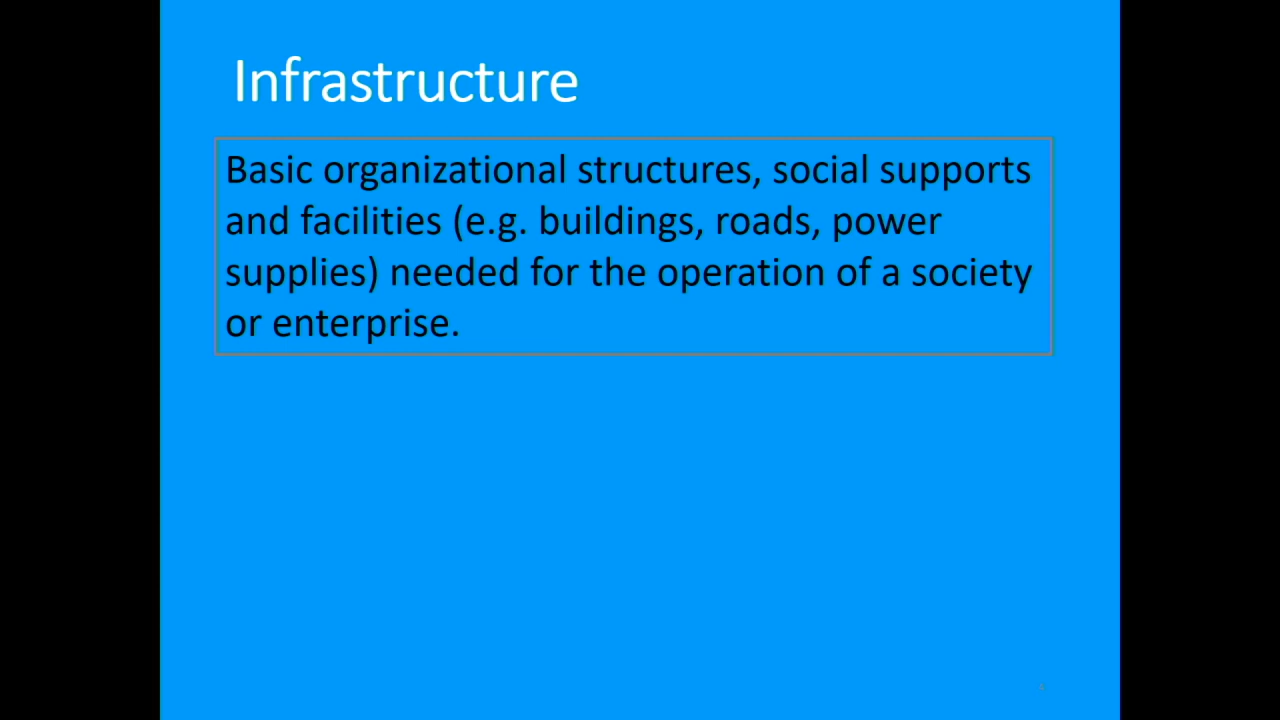 Infrastructure
Basic organizational structures, social supports
and facilities (e.g. buildings, roads, power
supplies) needed for the operation of a society
or enterprise.